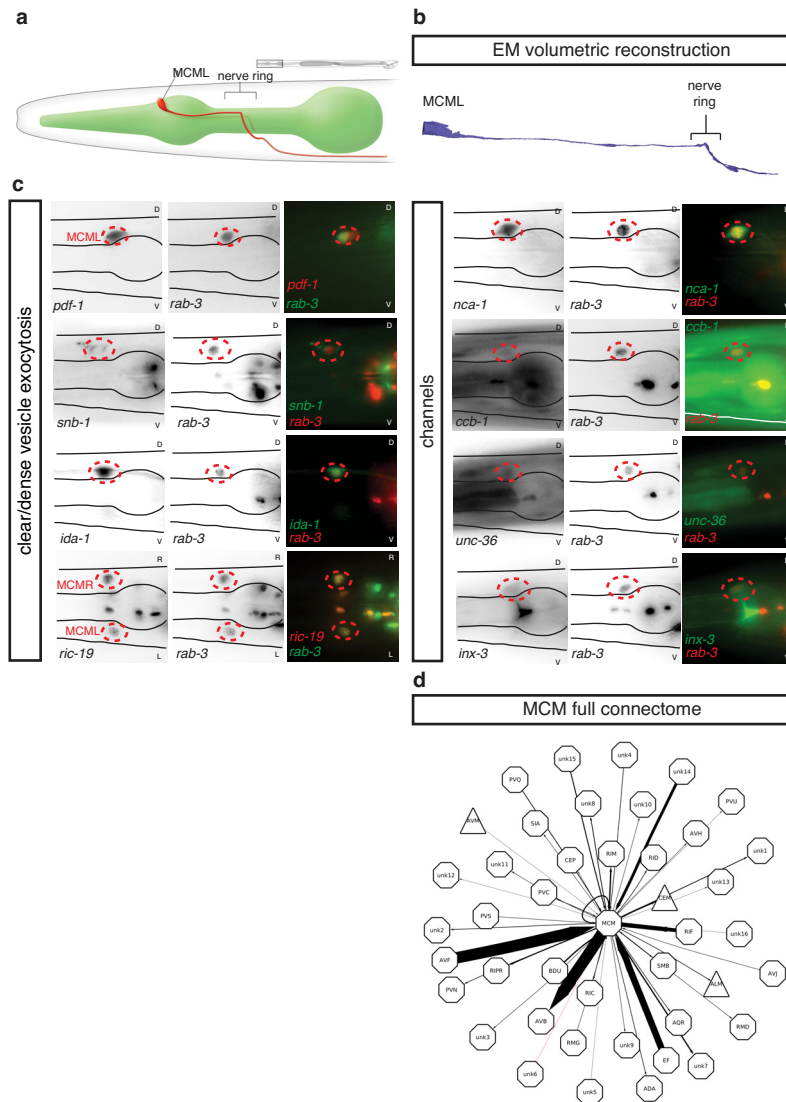 a
MCML
nerve ring
b
EM volumetric reconstruction
MCML
nerve
ring
c
clear/dense vesicle exocytosis
D
MCML
pdf-1
V
D
rab-3
V
D
pdf-1
rab-3
V
D
snb-1
V
D
rab-3
V
D
snb-1
rab-3
V
D
ida-1
V
D
rab-3
V
D
ida-1
rab-3
V
R
MCMR
MCML
ric-19
L
R
rab-3
L
R
ric-19
rab-3
L
channels
D
nca-1
V
D
rab-3
V
D
nca-1
rab-3
V
D
ccb-1
V
D
rab-3
V
ccb-1
rab-3
V
D
unc-36
V
D
rab-3
V
D
unc-36
rab-3
V
D
inx-3
V
D
rab-3
V
D
inx-3
rab-3
V
d
MCM full connectome
unk15
unk4
unk14
PVQ
unk8
unk10
PVU
AVM
SIA
AVH
unk1
CEP
RIM
RID
unk11
unk12
unk13
PVC
CEM
PVS
MCM
unk2
RIF
unk16
AVF
RIPR
BDU
SMB
AVJ
PVN
RIC
ALM
AVB
AQR
RMD
unk3
RMG
unk9
EF
unk7
unk6
unk5
ADA